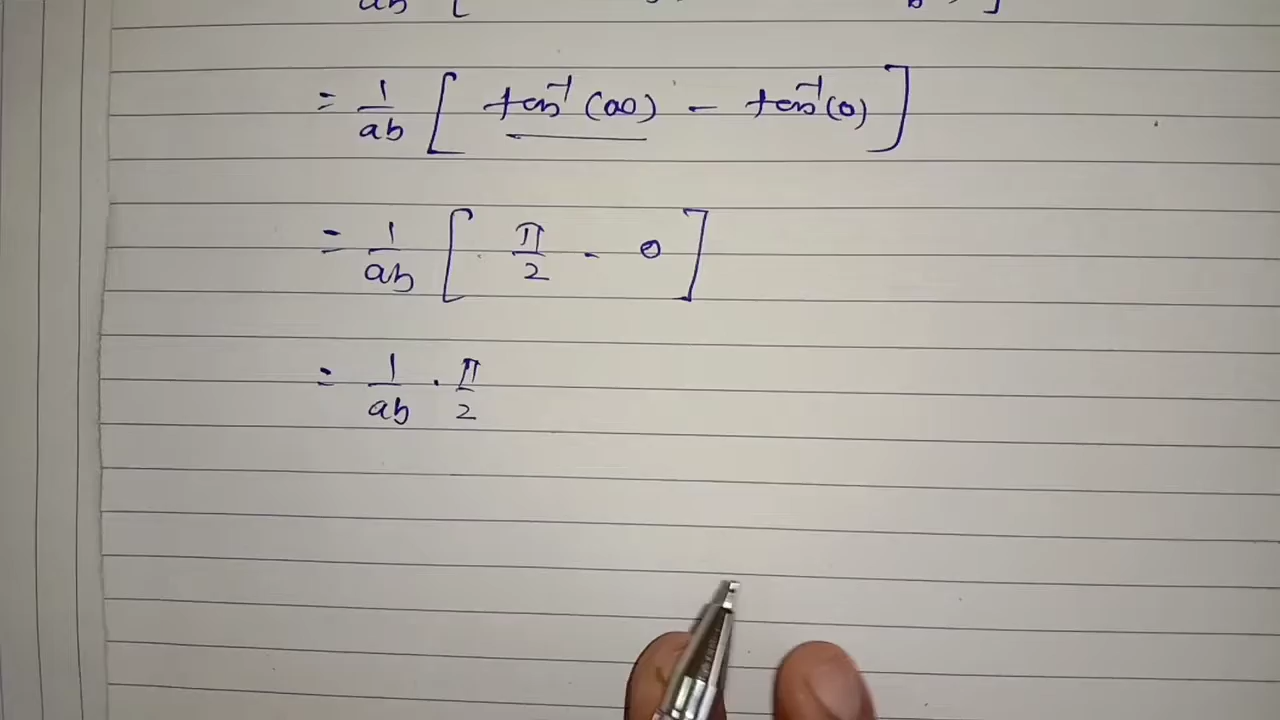 = 1/ab [ tan⁻¹(∞) - tan⁻¹(0) ]
= 1/ab [ π/2 - 0 ]
= 1/ab · π/2